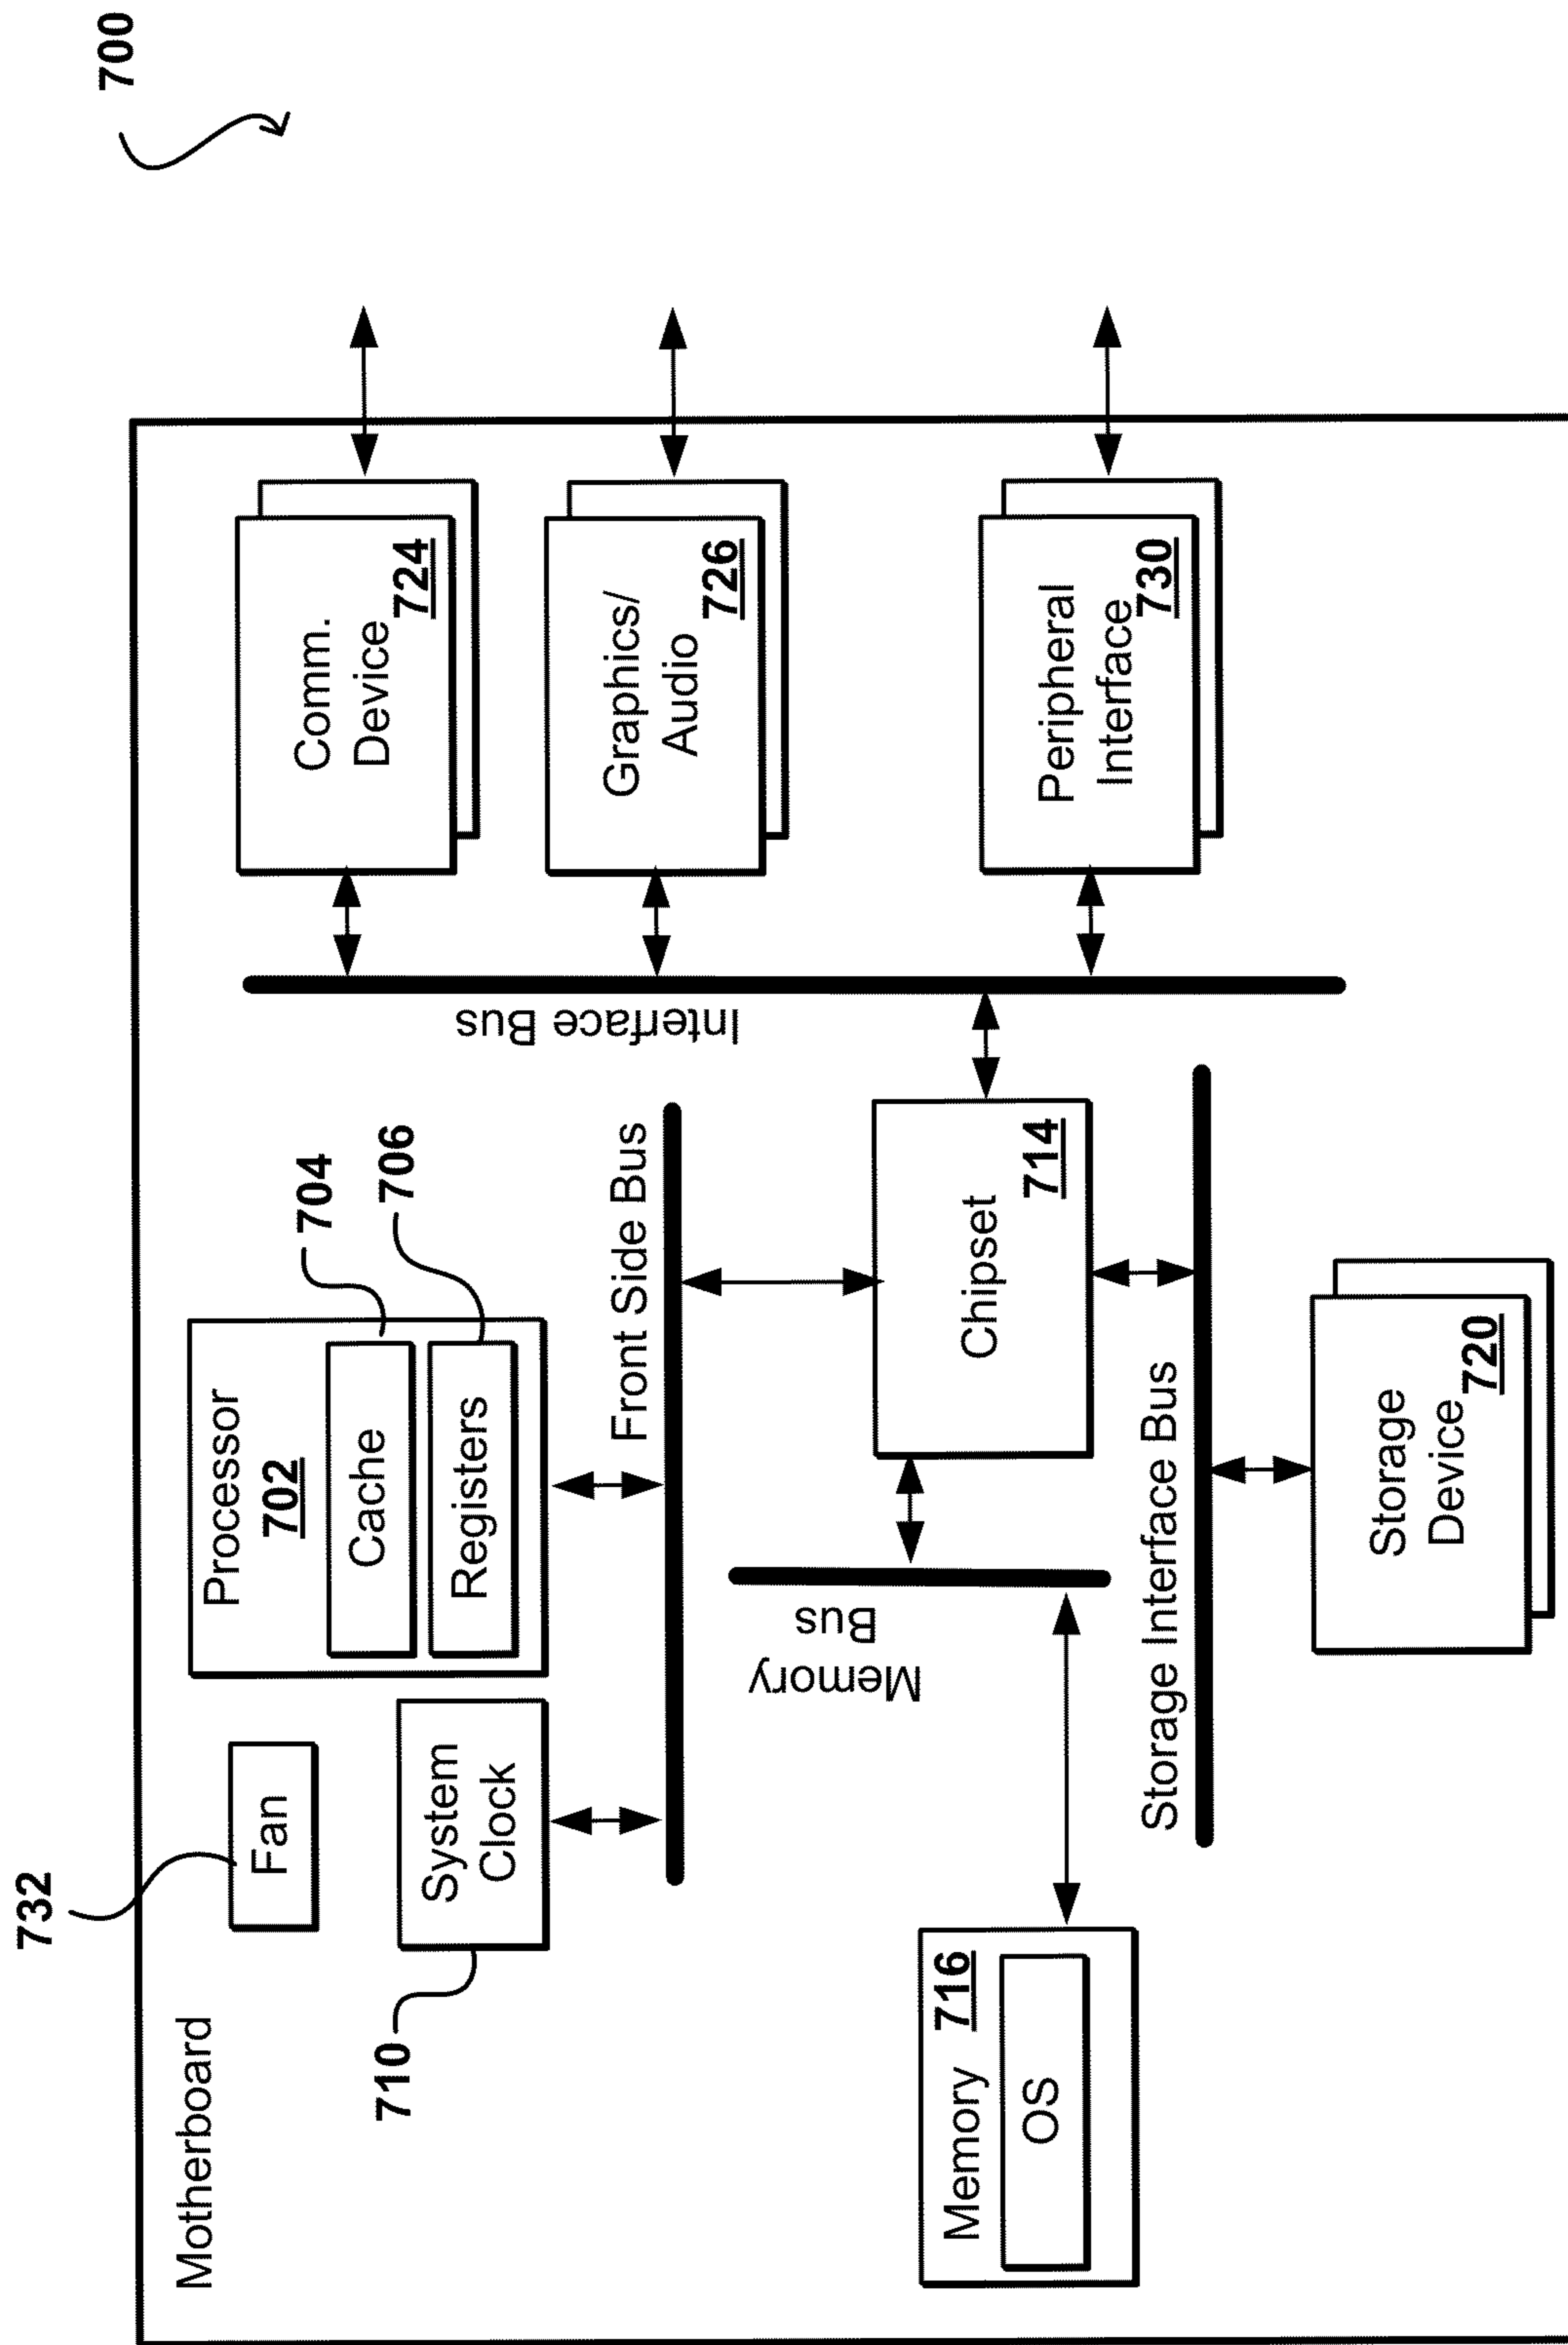 700
732
Motherboard
Fan
Processor
702
Cache
Registers
704
706
710
System
Clock
Front Side Bus
Comm.
Device
724
Graphics/
Audio
726
Interface Bus
Memory
Bus
Chipset
714
Memory
716
OS
Peripheral
Interface
730
Storage Interface Bus
Storage
Device
720